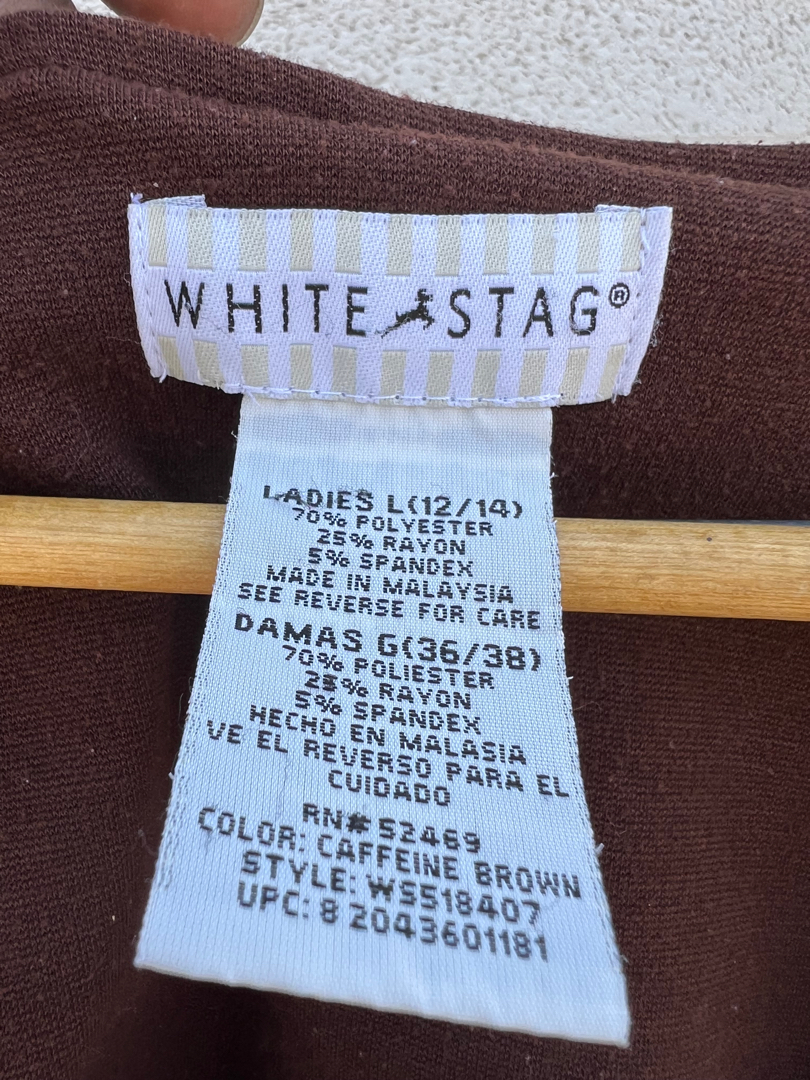 WHITE STAG®
LADIES L(12/14)
70% POLYESTER
25% RAYON
5% SPANDEX
MADE IN MALAYSIA
SEE REVERSE FOR CARE
DAMAS G(36/38)
70% POLIESTER
25% RAYON
5% SPANDEX
HECHO EN MALASIA
VE EL REVERSO PARA EL
CUIDADO
RN# 52469
COLOR: CAFFEINE BROWN
STYLE: WS518407
UPC: 8 2043601181